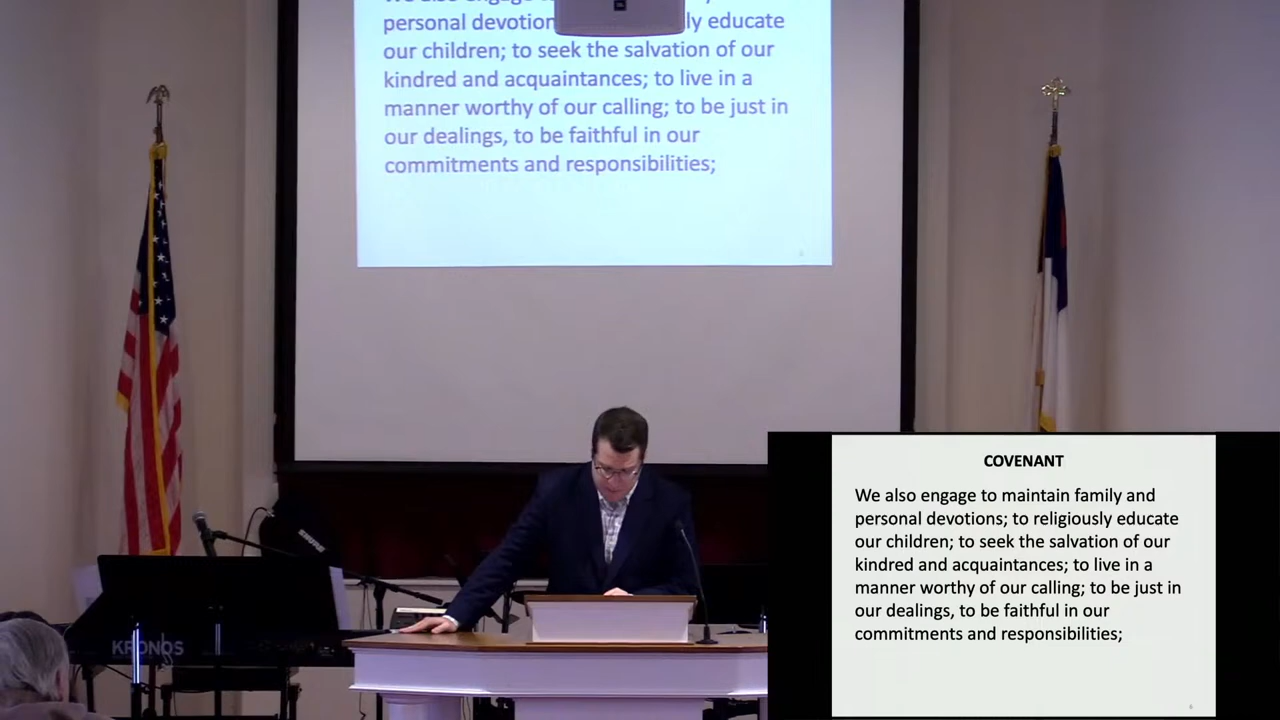 personal devotion ly educate
our children; to seek the salvation of our
kindred and acquaintances; to live in a
manner worthy of our calling; to be just in
our dealings, to be faithful in our
commitments and responsibilities;
JBL
SHURE
KRONOS
COVENANT
We also engage to maintain family and
personal devotions; to religiously educate
our children; to seek the salvation of our
kindred and acquaintances; to live in a
manner worthy of our calling; to be just in
our dealings, to be faithful in our
commitments and responsibilities;
6